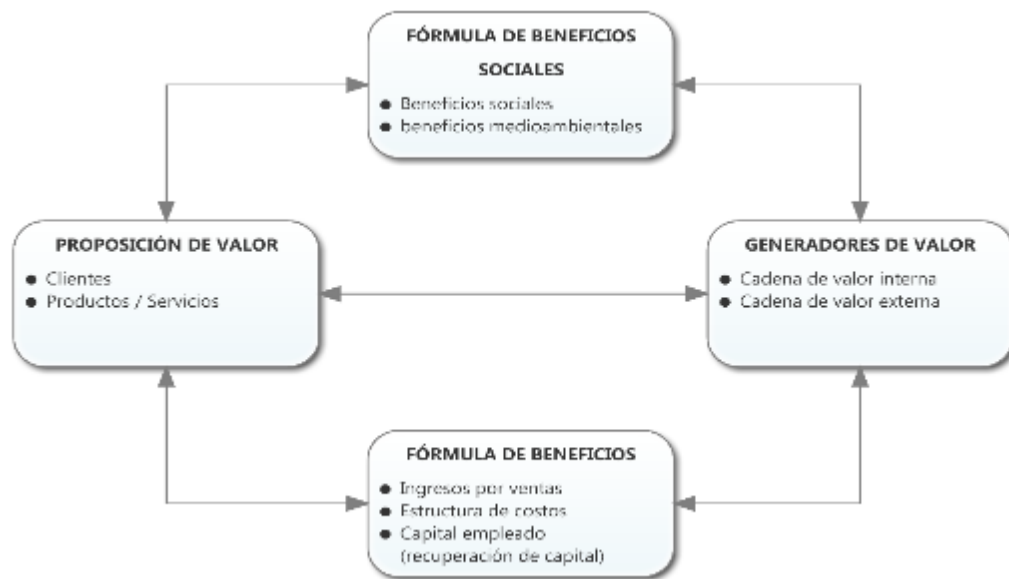 FÓRMULA DE BENEFICIOS
SOCIALES
● Beneficios sociales
● beneficios medioambientales
PROPOSICIÓN DE VALOR
● Clientes
● Productos / Servicios
GENERADORES DE VALOR
● Cadena de valor interna
● Cadena de valor externa
FÓRMULA DE BENEFICIOS
● Ingresos por ventas
● Estructura de costos
● Capital empleado
(recuperación de capital)